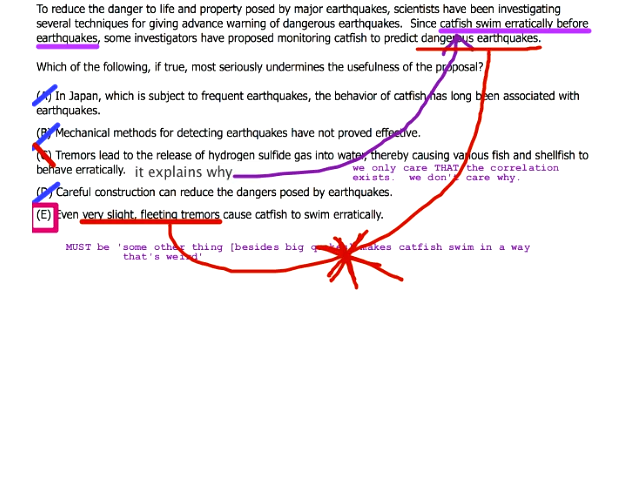 To reduce the danger to life and property posed by major earthquakes, scientists have been investigating
several techniques for giving advance warning of dangerous earthquakes. Since catfish swim erratically before
earthquakes, some investigators have proposed monitoring catfish to predict dangerous earthquakes.
Which of the following, if true, most seriously undermines the usefulness of the proposal?
(A) In Japan, which is subject to frequent earthquakes, the behavior of catfish has long been associated with
earthquakes.
(B) Mechanical methods for detecting earthquakes have not proved effective.
(C) Tremors lead to the release of hydrogen sulfide gas into water, thereby causing various fish and shellfish to
behave erratically. it explains why
we only care THAT the correlation
exists. we don't care why.
(D) Careful construction can reduce the dangers posed by earthquakes.
(E) Even very slight, fleeting tremors cause catfish to swim erratically.
MUST be 'some other thing [besides big quakes] makes catfish swim in a way
that's weird'